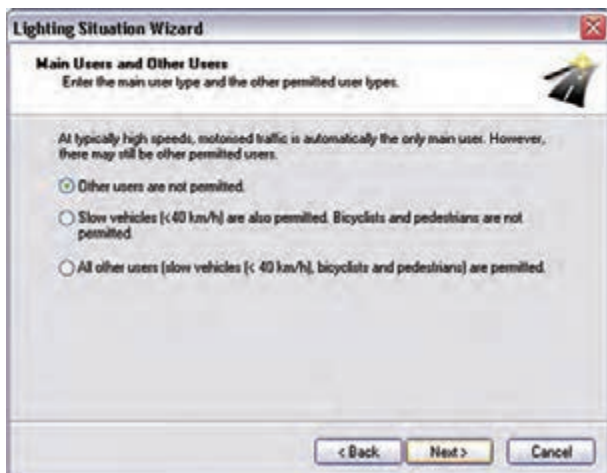 Lighting Situation Wizard
Main Users and Other Users
Enter the main user type and the other permitted user types.
At typically high speeds, motorised traffic is automatically the only main user. However,
there may still be other permitted users.
Other users are not permitted.
Slow vehicles (<40 km/h) are also permitted. Bicyclists and pedestrians are not
permitted.
All other users (slow vehicles (< 40 km/h), bicyclists and pedestrians) are permitted.
< Back
Next >
Cancel